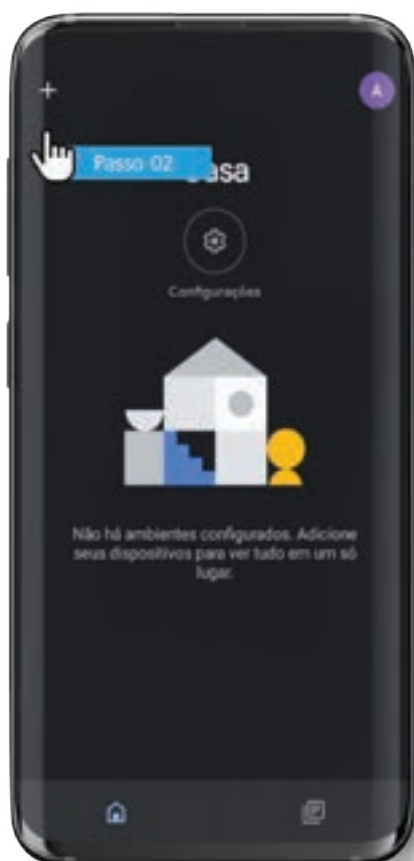 +
A
Passo 02
asa
Configurações
Não há ambientes configurados. Adicione
seus dispositivos para ver tudo em um só
lugar.